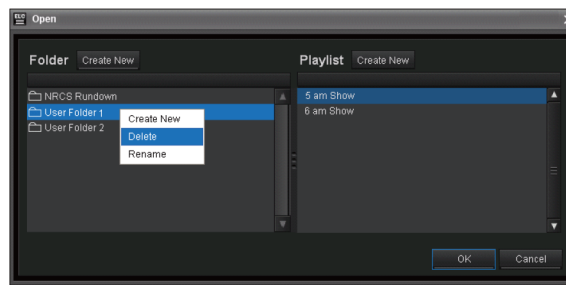 ELC Open
Folder Create New
Playlist Create New
NRCS Rundown
User Folder 1
User Folder 2
Create New
Delete
Rename
5 am Show
6 am Show
OK Cancel